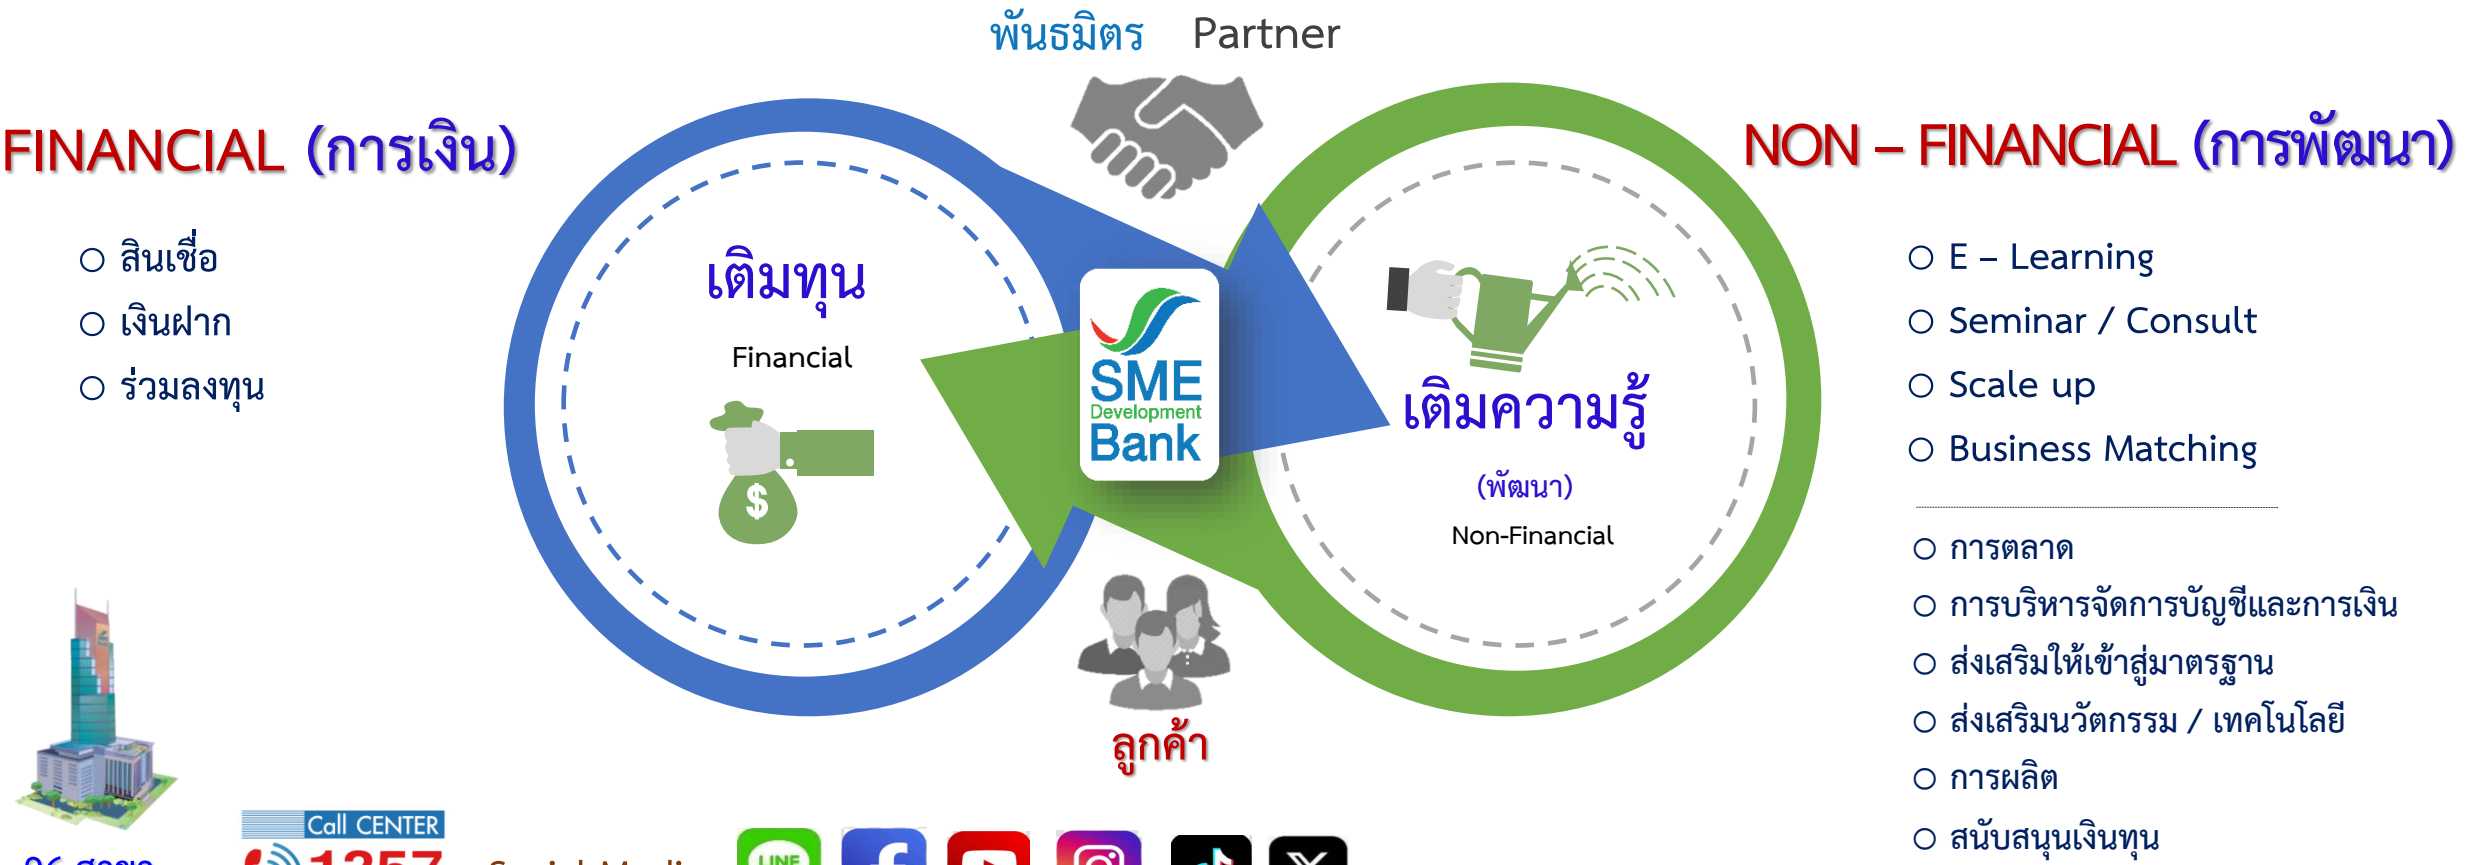 พันธมิตร Partner
FINANCIAL (การเงิน)
สินเชื่อ
เงินฝาก
ร่วมลงทุน
เติมทุน
Financial
$
SME
Development
Bank
เติมความรู้
(พัฒนา)
Non-Financial
ลูกค้า
NON – FINANCIAL (การพัฒนา)
E – Learning
Seminar / Consult
Scale up
Business Matching
การตลาด
การบริหารจัดการบัญชีและการเงิน
ส่งเสริมให้เข้าสู่มาตรฐาน
ส่งเสริมนวัตกรรม / เทคโนโลยี
การผลิต
สนับสนุนเงินทุน
Call CENTER
1357
LINE